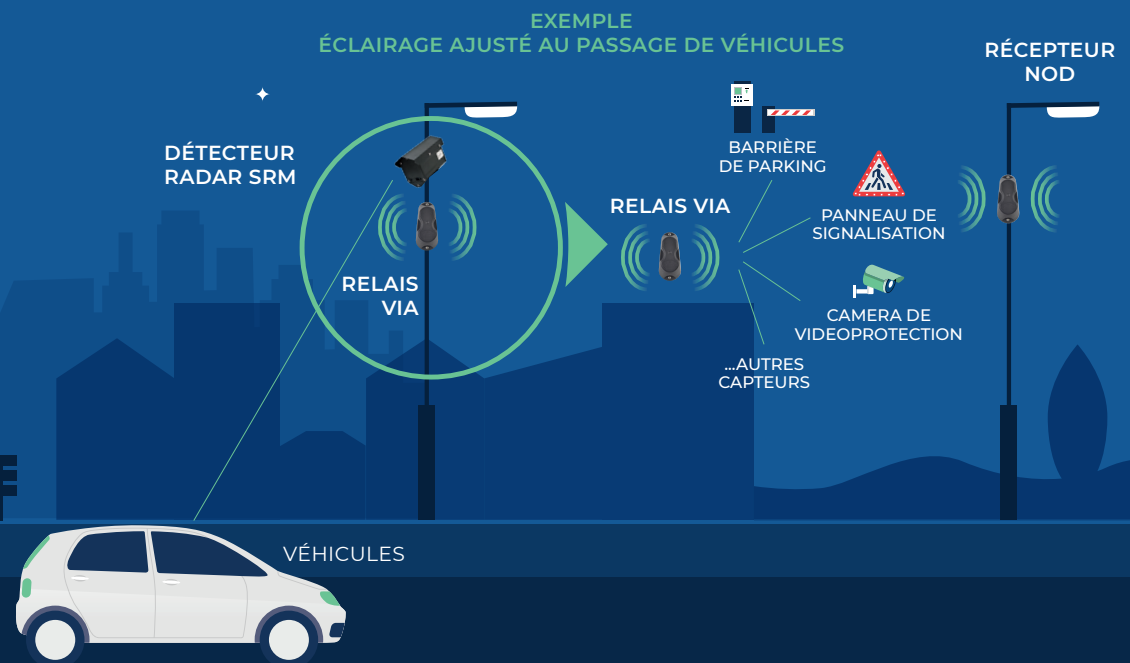 EXEMPLE
ÉCLAIRAGE AJUSTÉ AU PASSAGE DE VÉHICULES
RÉCEPTEUR
NOD
DÉTECTEUR
RADAR SRM
BARRIÈRE
DE PARKING
RELAIS VIA
PANNEAU DE
SIGNALISATION
RELAIS
VIA
CAMERA DE
VIDEOPROTECTION
...AUTRES
CAPTEURS
VÉHICULES